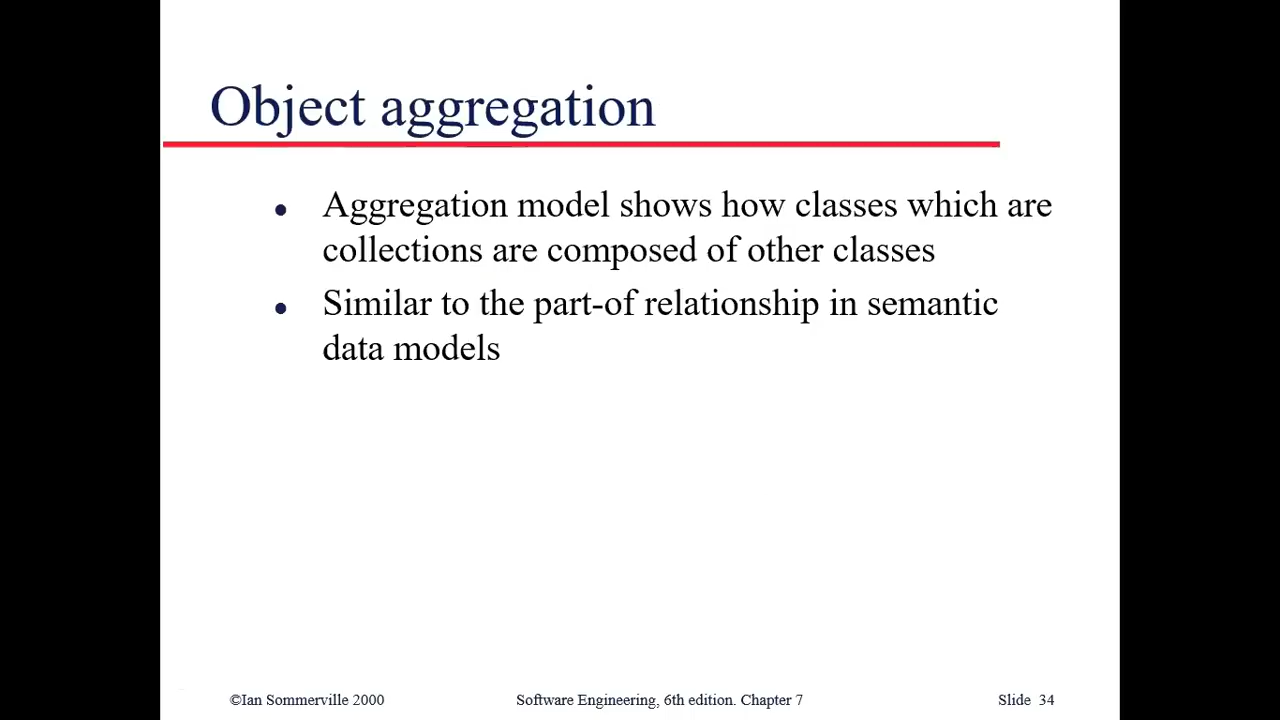 Object aggregation
• Aggregation model shows how classes which are
collections are composed of other classes
• Similar to the part-of relationship in semantic
data models
©Ian Sommerville 2000 Software Engineering, 6th edition. Chapter 7 Slide 34